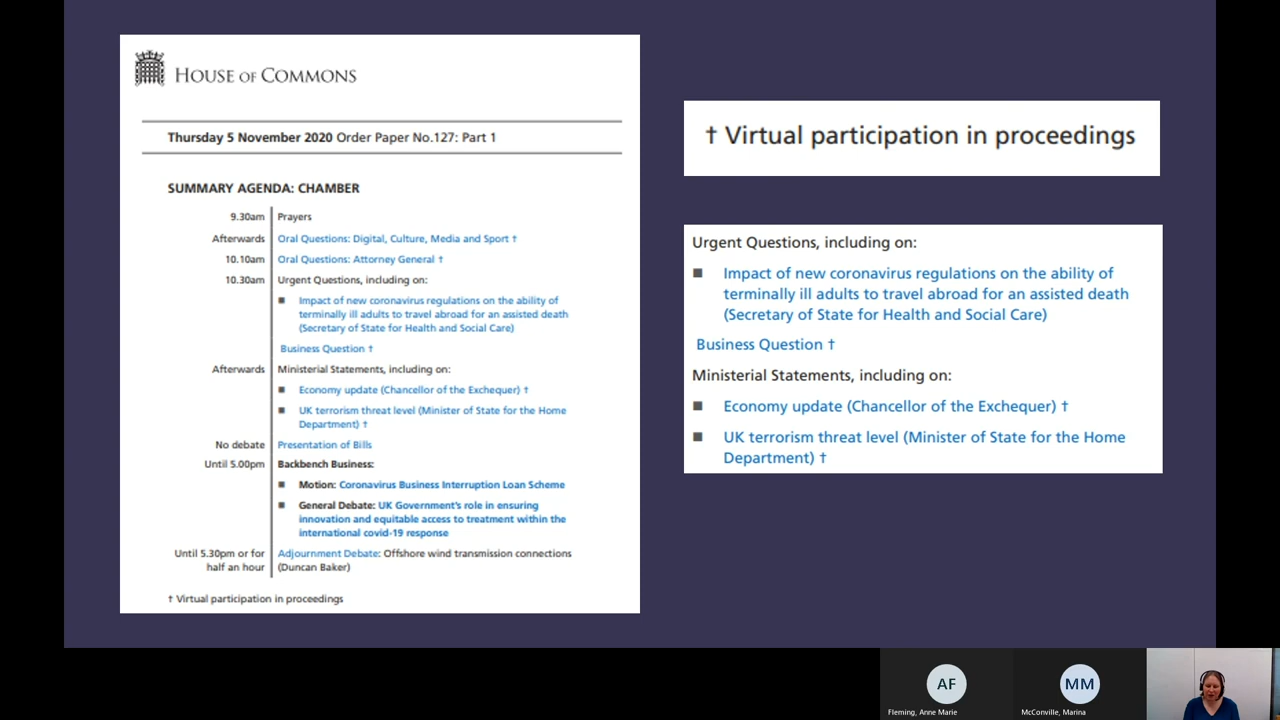 HOUSE OF COMMONS
Thursday 5 November 2020 Order Paper No.127: Part 1
SUMMARY AGENDA: CHAMBER
9.30am Prayers
Afterwards Oral Questions: Digital, Culture, Media and Sport †
10.10am Oral Questions: Attorney General †
10.30am Urgent Questions, including on:
■ Impact of new coronavirus regulations on the ability of
terminally ill adults to travel abroad for an assisted death
(Secretary of State for Health and Social Care)
Business Question †
Afterwards Ministerial Statements, including on:
■ Economy update (Chancellor of the Exchequer) †
■ UK terrorism threat level (Minister of State for the Home
Department) †
No debate Presentation of Bills
Until 5.00pm Backbench Business:
■ Motion: Coronavirus Business Interruption Loan Scheme
■ General Debate: UK Government's role in ensuring
innovation and equitable access to treatment within the
international covid-19 response
Until 5.30pm or for Adjournment Debate: Offshore wind transmission connections
half an hour (Duncan Baker)
† Virtual participation in proceedings
† Virtual participation in proceedings
Urgent Questions, including on:
■ Impact of new coronavirus regulations on the ability of
terminally ill adults to travel abroad for an assisted death
(Secretary of State for Health and Social Care)
Business Question †
Ministerial Statements, including on:
■ Economy update (Chancellor of the Exchequer) †
■ UK terrorism threat level (Minister of State for the Home
Department) †
AF
Fleming, Anne Marie
MM
McConville, Marina